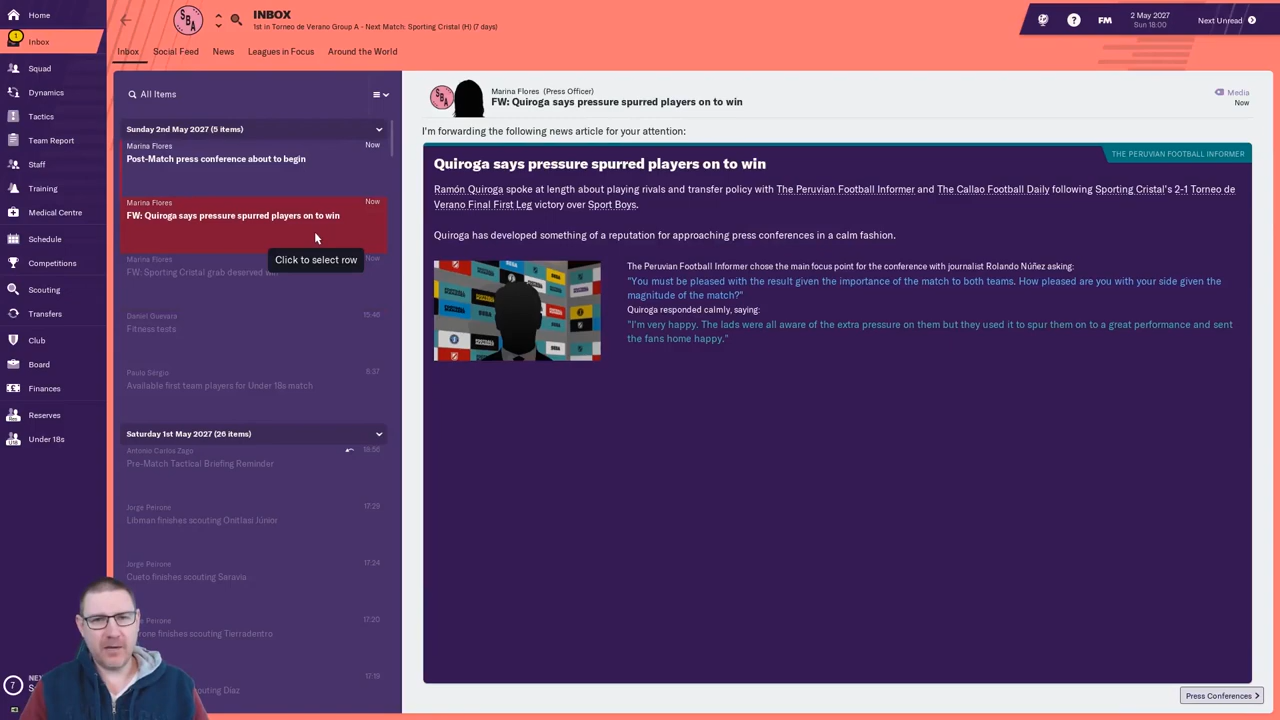 Home
1
Inbox
Squad
Dynamics
Tactics
Team Report
Staff
Training
Medical Centre
Schedule
Competitions
Scouting
Transfers
Club
Board
Finances
Reserves
Under 18s
7
SBA
INBOX
1st in Torneo de Verano Group A - Next Match: Sporting Cristal (H) (7 days)
FM
2 May 2027
Sun 18:00
Next Unread
Inbox
Social Feed
News
Leagues in Focus
Around the World
All Items
Sunday 2nd May 2027 (5 items)
Marina Flores
Now
Post-Match press conference about to begin
Marina Flores
Now
FW: Quiroga says pressure spurred players on to win
Click to select row
Marina Flores
Now
FW: Sporting Cristal grab deserved win
Daniel Guevara
15:46
Fitness tests
Paulo Sérgio
8:37
Available first team players for Under 18s match
Saturday 1st May 2027 (26 items)
Antonio Carlos Zago
18:56
Pre-Match Tactical Briefing Reminder
Jorge Peirone
17:29
Libman finishes scouting Onitlasi Júnior
Jorge Peirone
17:24
Cueto finishes scouting Saravia
Peirone
17:20
finishes scouting Tierradentro
17:19
scouting Díaz
Marina Flores (Press Officer)
FW: Quiroga says pressure spurred players on to win
Media
Now
I'm forwarding the following news article for your attention:
THE PERUVIAN FOOTBALL INFORMER
Quiroga says pressure spurred players on to win
Ramón Quiroga spoke at length about playing rivals and transfer policy with The Peruvian Football Informer and The Callao Football Daily following Sporting Cristal's 2-1 Torneo de
Verano Final First Leg victory over Sport Boys.
Quiroga has developed something of a reputation for approaching press conferences in a calm fashion.
The Peruvian Football Informer chose the main focus point for the conference with journalist Rolando Núñez asking:
"You must be pleased with the result given the importance of the match to both teams. How pleased are you with your side given the
magnitude of the match?"
Quiroga responded calmly, saying:
"I'm very happy. The lads were all aware of the extra pressure on them but they used it to spur them on to a great performance and sent
the fans home happy."
Press Conferences